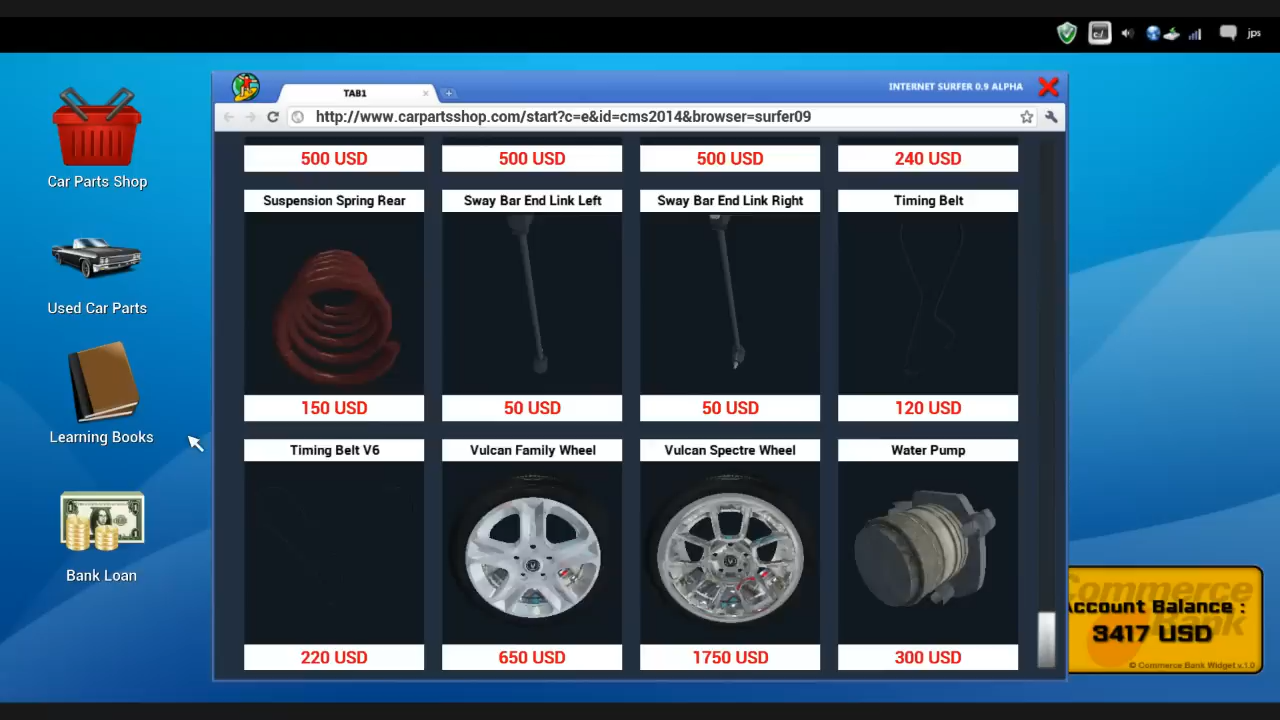 jps
TAB1
INTERNET SURFER 0.9 ALPHA
http://www.carpartsshop.com/start?c=e&id=cms2014&browser=surfer09
Car Parts Shop
Used Car Parts
Learning Books
Bank Loan
500 USD
500 USD
500 USD
240 USD
Suspension Spring Rear
Sway Bar End Link Left
Sway Bar End Link Right
Timing Belt
150 USD
50 USD
50 USD
120 USD
Timing Belt V6
Vulcan Family Wheel
Vulcan Spectre Wheel
Water Pump
220 USD
650 USD
1750 USD
300 USD
Commerce
Bank
Account Balance :
3417 USD
© Commerce Bank Widget v.1.0